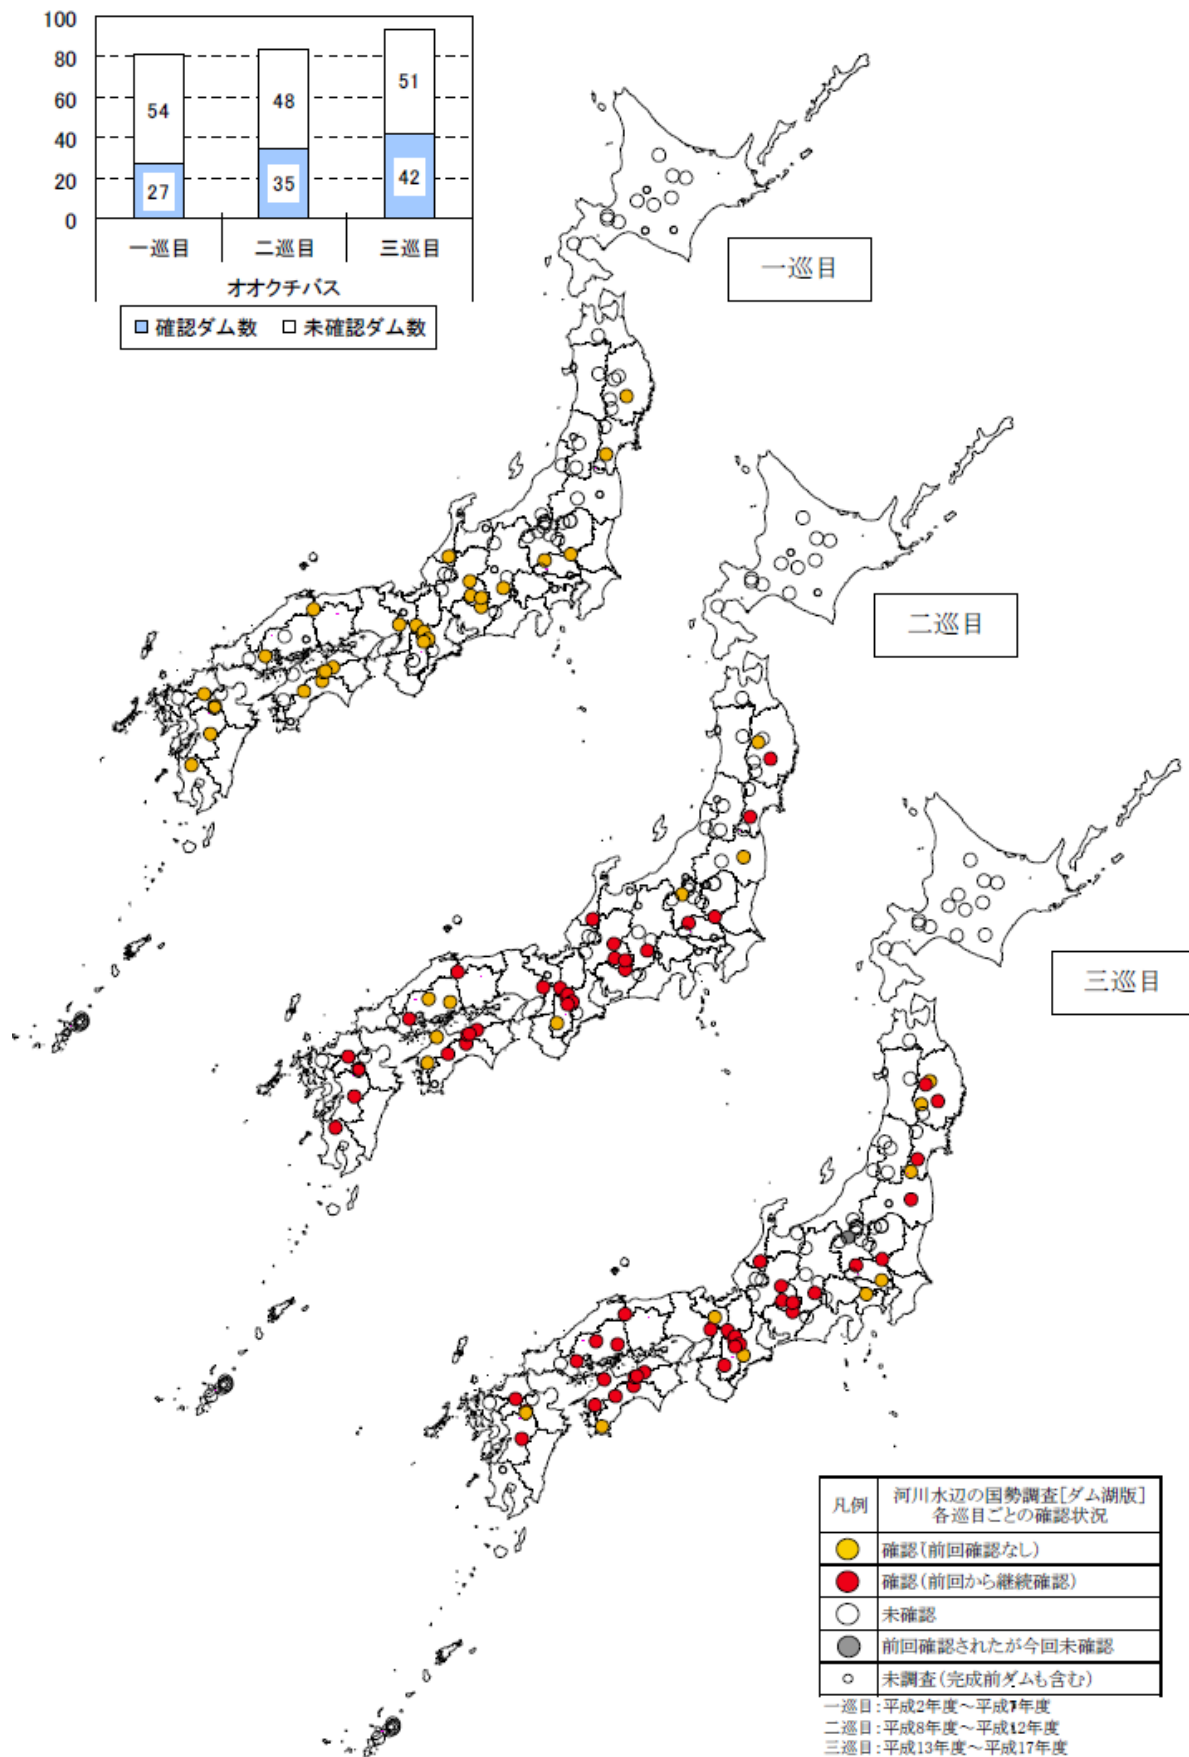 100
80
60
40
20
0
54
48
51
27
35
42
一巡目
二巡目
三巡目
オオクチバス
確認ダム数 未確認ダム数
一巡目
二巡目
三巡目
凡例
河川水辺の国勢調査[ダム湖版]
各巡目ごとの確認状況
確認(前回確認なし)
確認(前回から継続確認)
未確認
前回確認されたが今回未確認
未調査(完成前ダムも含む)
一巡目:平成2年度～平成7年度
二巡目:平成8年度～平成12年度
三巡目:平成13年度～平成17年度